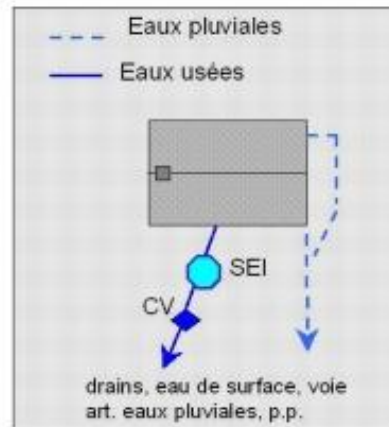 Eaux pluviales
Eaux usées
SEI
CV
drains, eau de surface, voie
art. eaux pluviales, p.p.